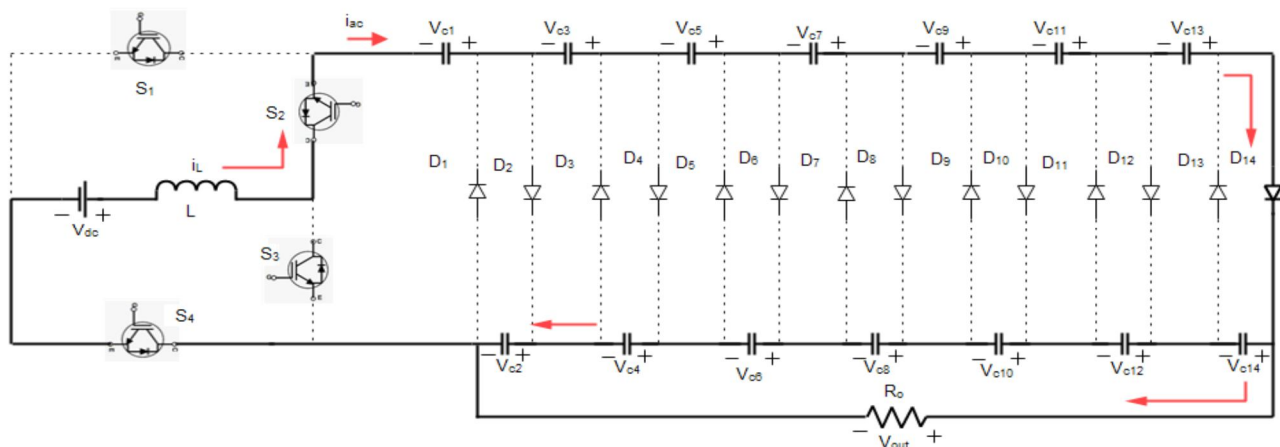 iac
Vc1 Vc3 Vc5 Vc7 Vc9 Vc11 Vc13
− + − + − + − + − + − + − +
S1
S2
iL
L
− +
Vdc
S3
S4
D1 D2 D3 D4 D5 D6 D7 D8 D9 D10 D11 D12 D13 D14
− + − + − + − + − + − + − +
Vc2 Vc4 Vc6 Vc8 Vc10 Vc12 Vc14
Ro
− +
Vout